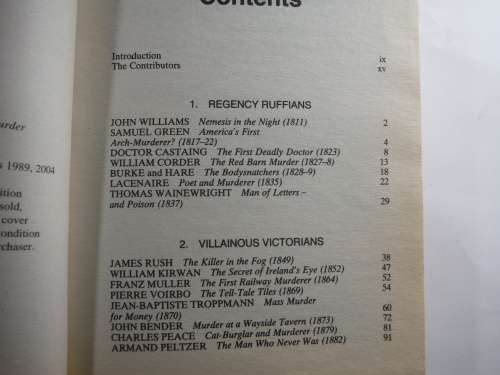 Contents
Introduction ix
The Contributors xv
1. REGENCY RUFFIANS
JOHN WILLIAMS Nemesis in the Night (1811) 2
SAMUEL GREEN America's First
Arch-Murderer? (1817–22) 4
DOCTOR CASTAING The First Deadly Doctor (1823) 8
WILLIAM CORDER The Red Barn Murder (1827–8) 13
BURKE and HARE The Bodysnatchers (1828–9) 18
LACENAIRE Poet and Murderer (1835) 22
THOMAS WAINEWRIGHT Man of Letters –
and Poison (1837) 29
2. VILLAINOUS VICTORIANS
JAMES RUSH The Killer in the Fog (1849) 38
WILLIAM KIRWAN The Secret of Ireland's Eye (1852) 47
FRANZ MULLER The First Railway Murderer (1864) 52
PIERRE VOIRBO The Tell-Tale Tiles (1869) 54
JEAN-BAPTISTE TROPPMANN Mass Murder
for Money (1870) 60
JOHN BENDER Murder at a Wayside Tavern (1873) 72
CHARLES PEACE Cat-Burglar and Murderer (1879) 81
ARMAND PELTZER The Man Who Never Was (1882) 91
1989, 2004
sold,
cover
condition